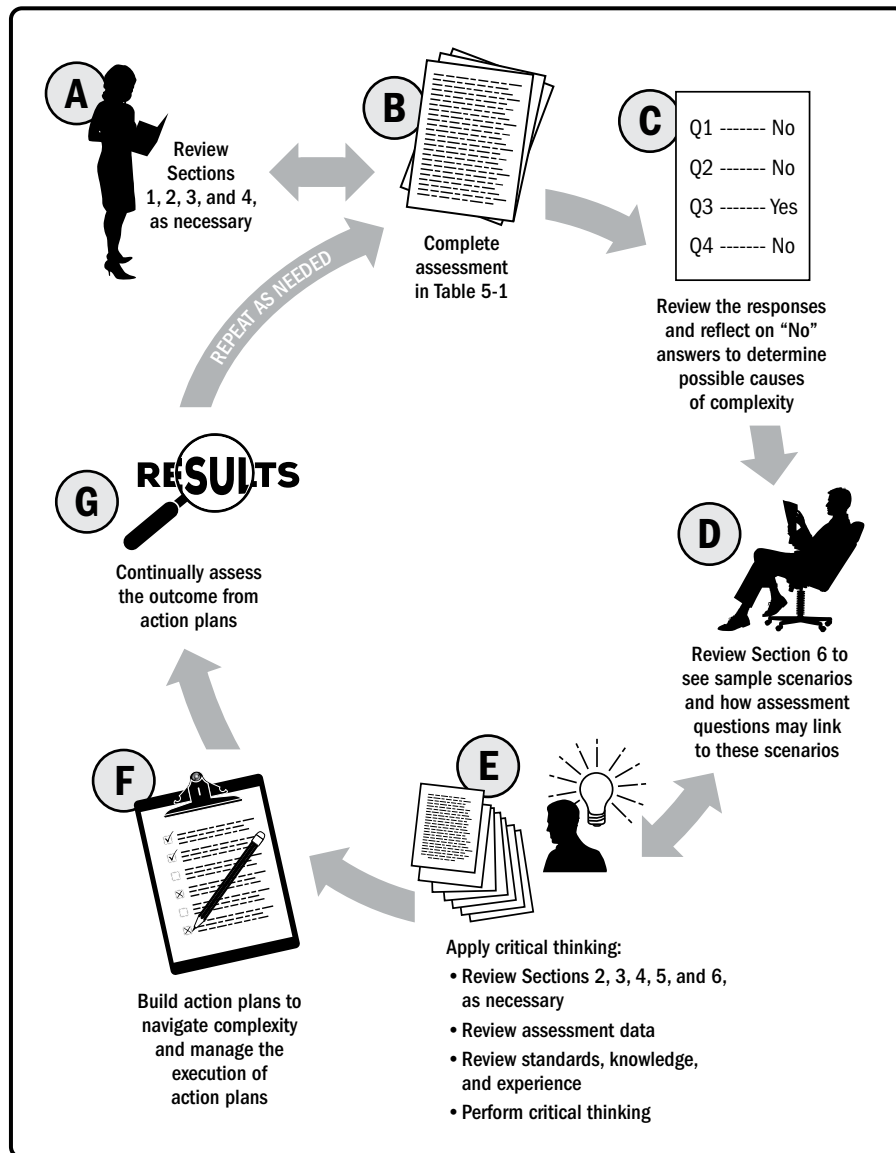 A
Review
Sections
1, 2, 3, and 4,
as necessary
B
Complete
assessment
in Table 5-1
C
Q1 ------- No
Q2 ------- No
Q3 ------- Yes
Q4 ------- No
Review the responses
and reflect on “No”
answers to determine
possible causes
of complexity
D
Review Section 6 to
see sample scenarios
and how assessment
questions may link
to these scenarios
E
Apply critical thinking:
• Review Sections 2, 3, 4, 5, and 6,
as necessary
• Review assessment data
• Review standards, knowledge,
and experience
• Perform critical thinking
F
Build action plans to
navigate complexity
and manage the
execution of
action plans
G
RESULTS
Continually assess
the outcome from
action plans
REPEAT AS NEEDED